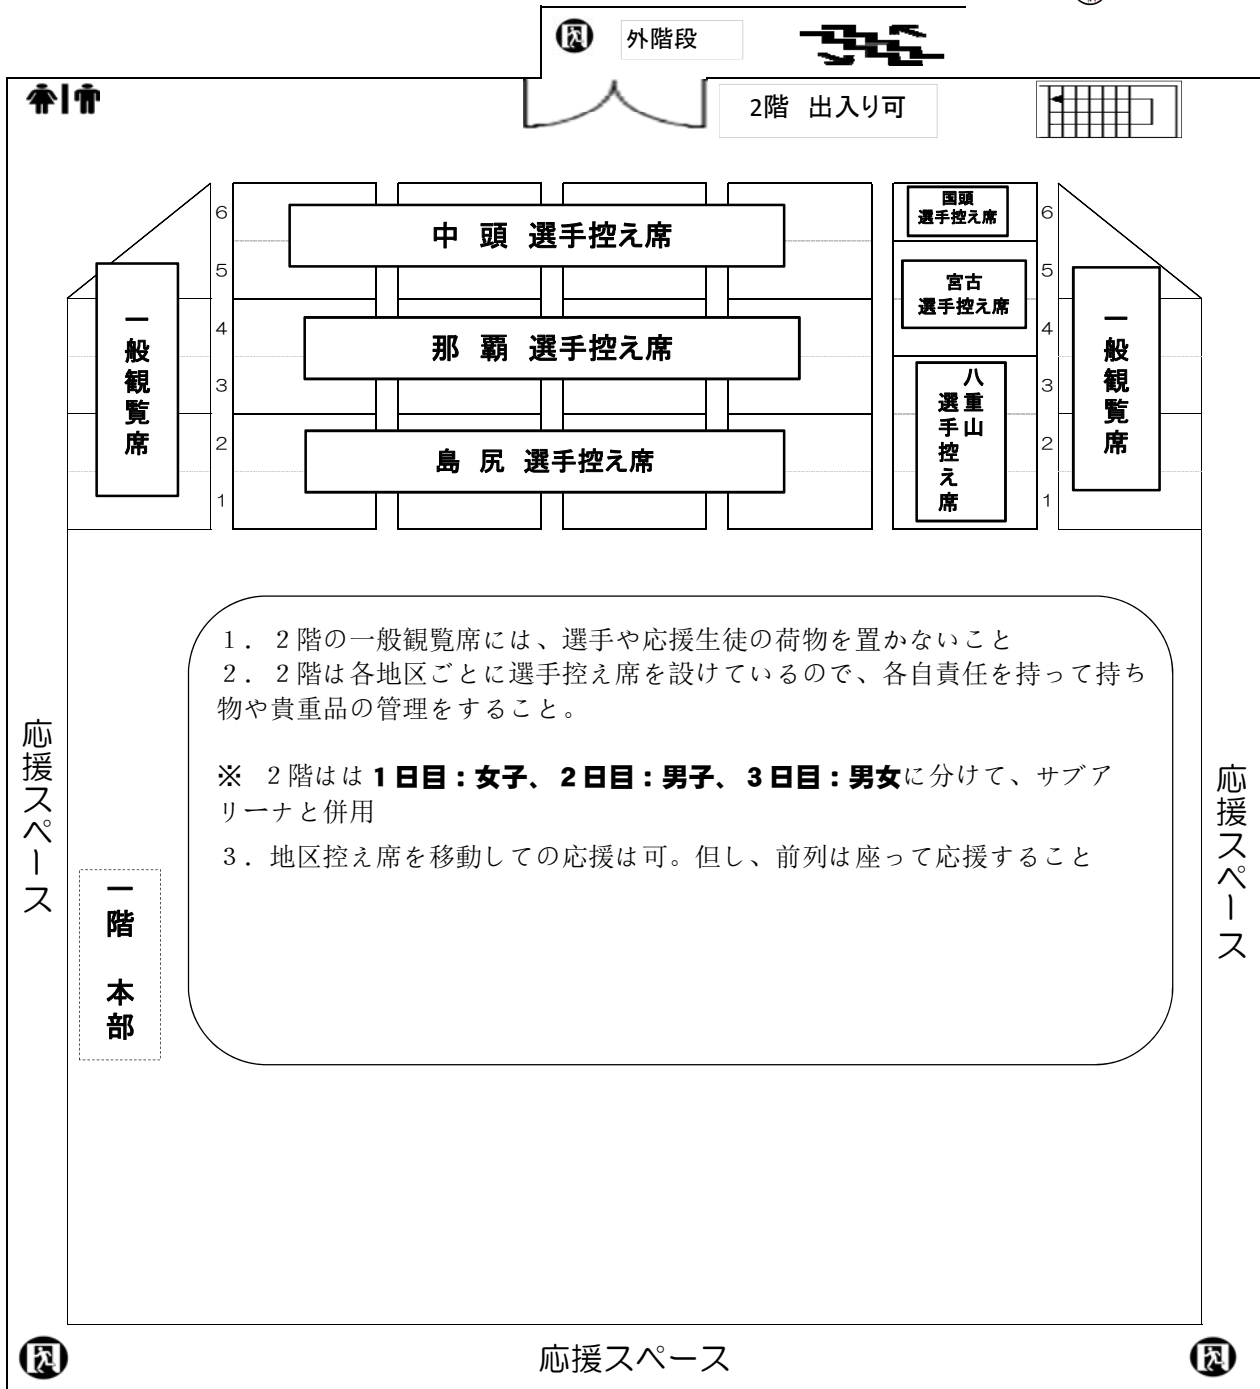 外階段
2階 出入り可
6
5
4
3
2
1
中 頭 選手控え席
那 覇 選手控え席
島 尻 選手控え席
国頭
選手控え席
宮古
選手控え席
八重山
選手控え席
6
5
4
3
2
1
一般観覧席
一般観覧席
1．２階の一般観覧席には、選手や応援生徒の荷物を置かないこと
２．２階は各地区ごとに選手控え席を設けているので、各自責任を持って持ち
物や貴重品の管理をすること。
※ ２階はは１日目：女子、２日目：男子、３日目：男女に分けて、サブア
リーナと併用
３．地区控え席を移動しての応援は可。但し、前列は座って応援すること
応援スペース
一階 本部
応援スペース
応援スペース